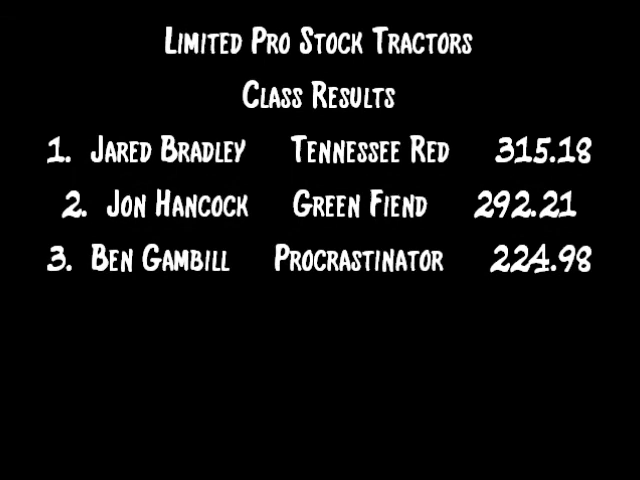 Limited Pro Stock Tractors
Class Results
1. Jared Bradley Tennessee Red 315.18
2. Jon Hancock Green Fiend 292.21
3. Ben Gambill Procrastinator 224.98